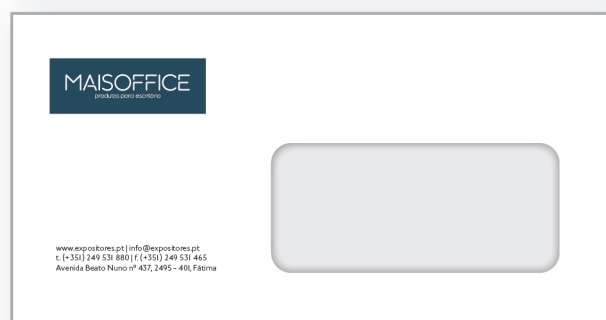 MAISOFFICE
produtos para escritório
www.expositores.pt | info@expositores.pt
t. (+351) 249 531 880 | f. (+351) 249 531 465
Avenida Beato Nuno nº 437, 2495 - 401, Fátima